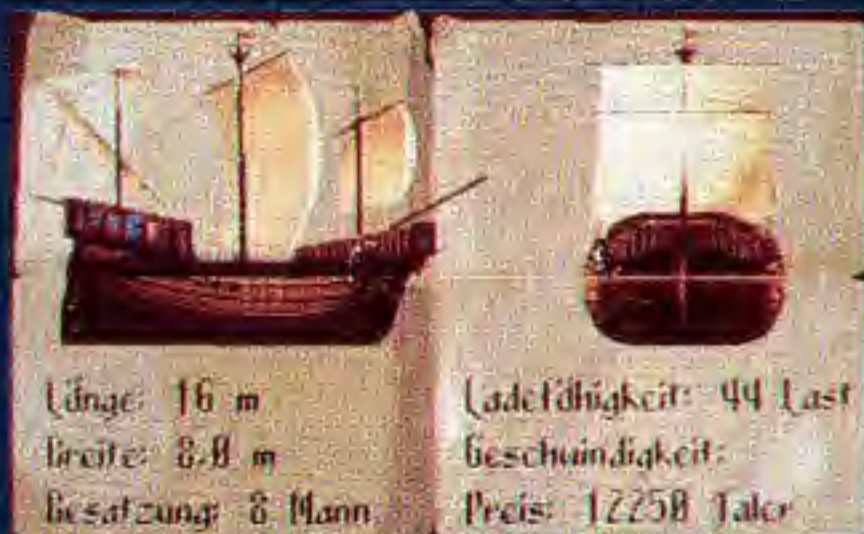 Länge: 16 m
Breite: 8.0 m
Besatzung: 8 Mann
Ladefähigkeit: 44 Last
Geschwindigkeit:
Preis: 12250 Taler